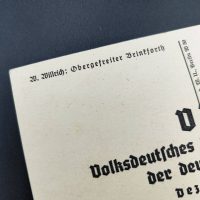 W. Willrich: Obergefreiter Brinkforth
V
Volksdeutsches
der deu
Dez